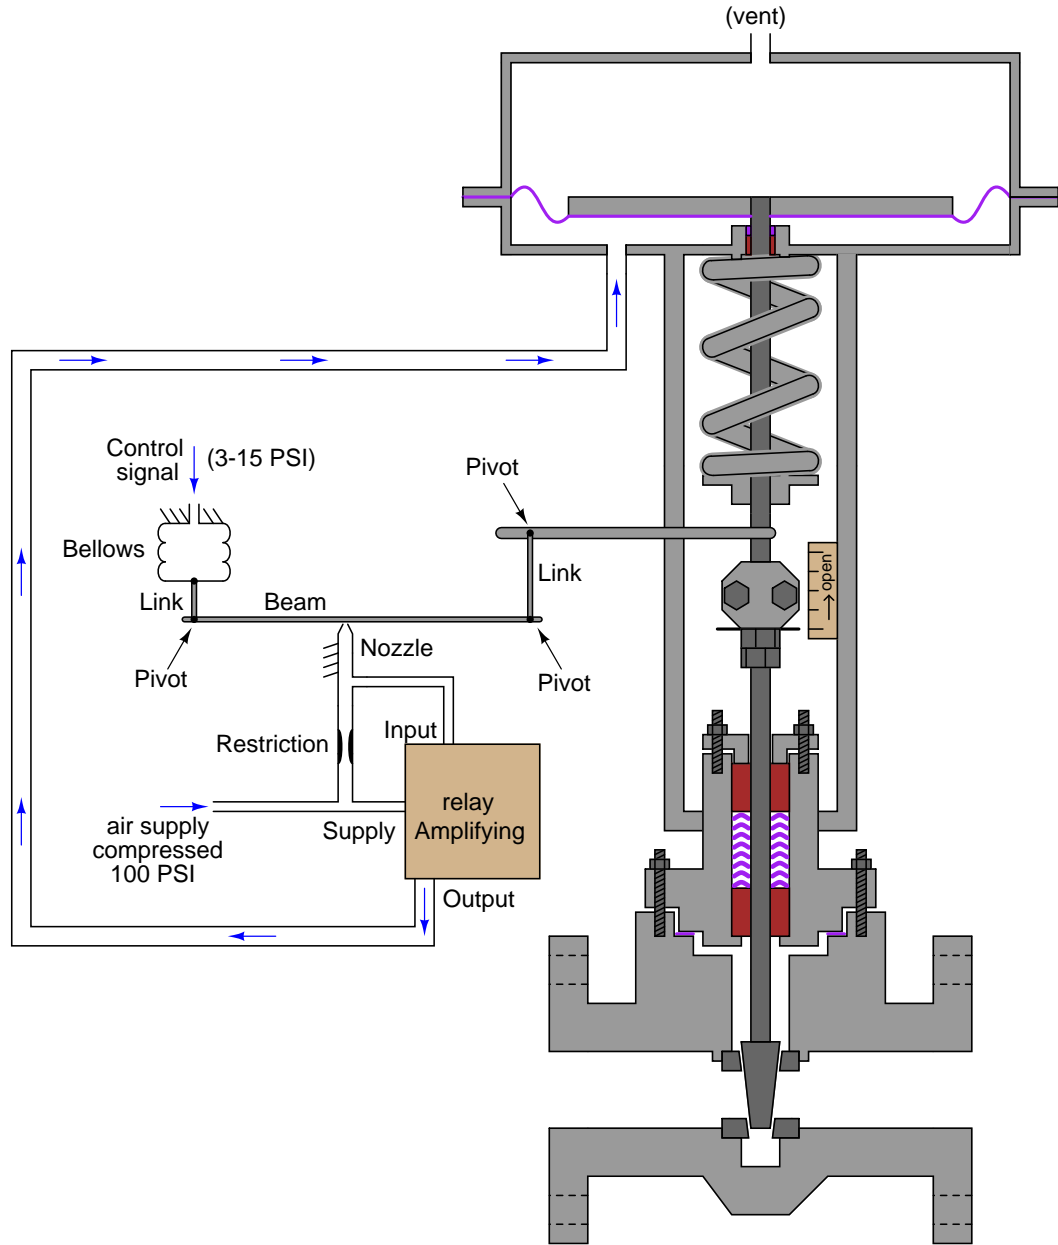 (vent)
Control
signal
(3-15 PSI)
Pivot
Bellows
Link
Link
Beam
open
Nozzle
Pivot
Pivot
Restriction
Input
relay
Amplifying
Supply
air supply
compressed
100 PSI
Output